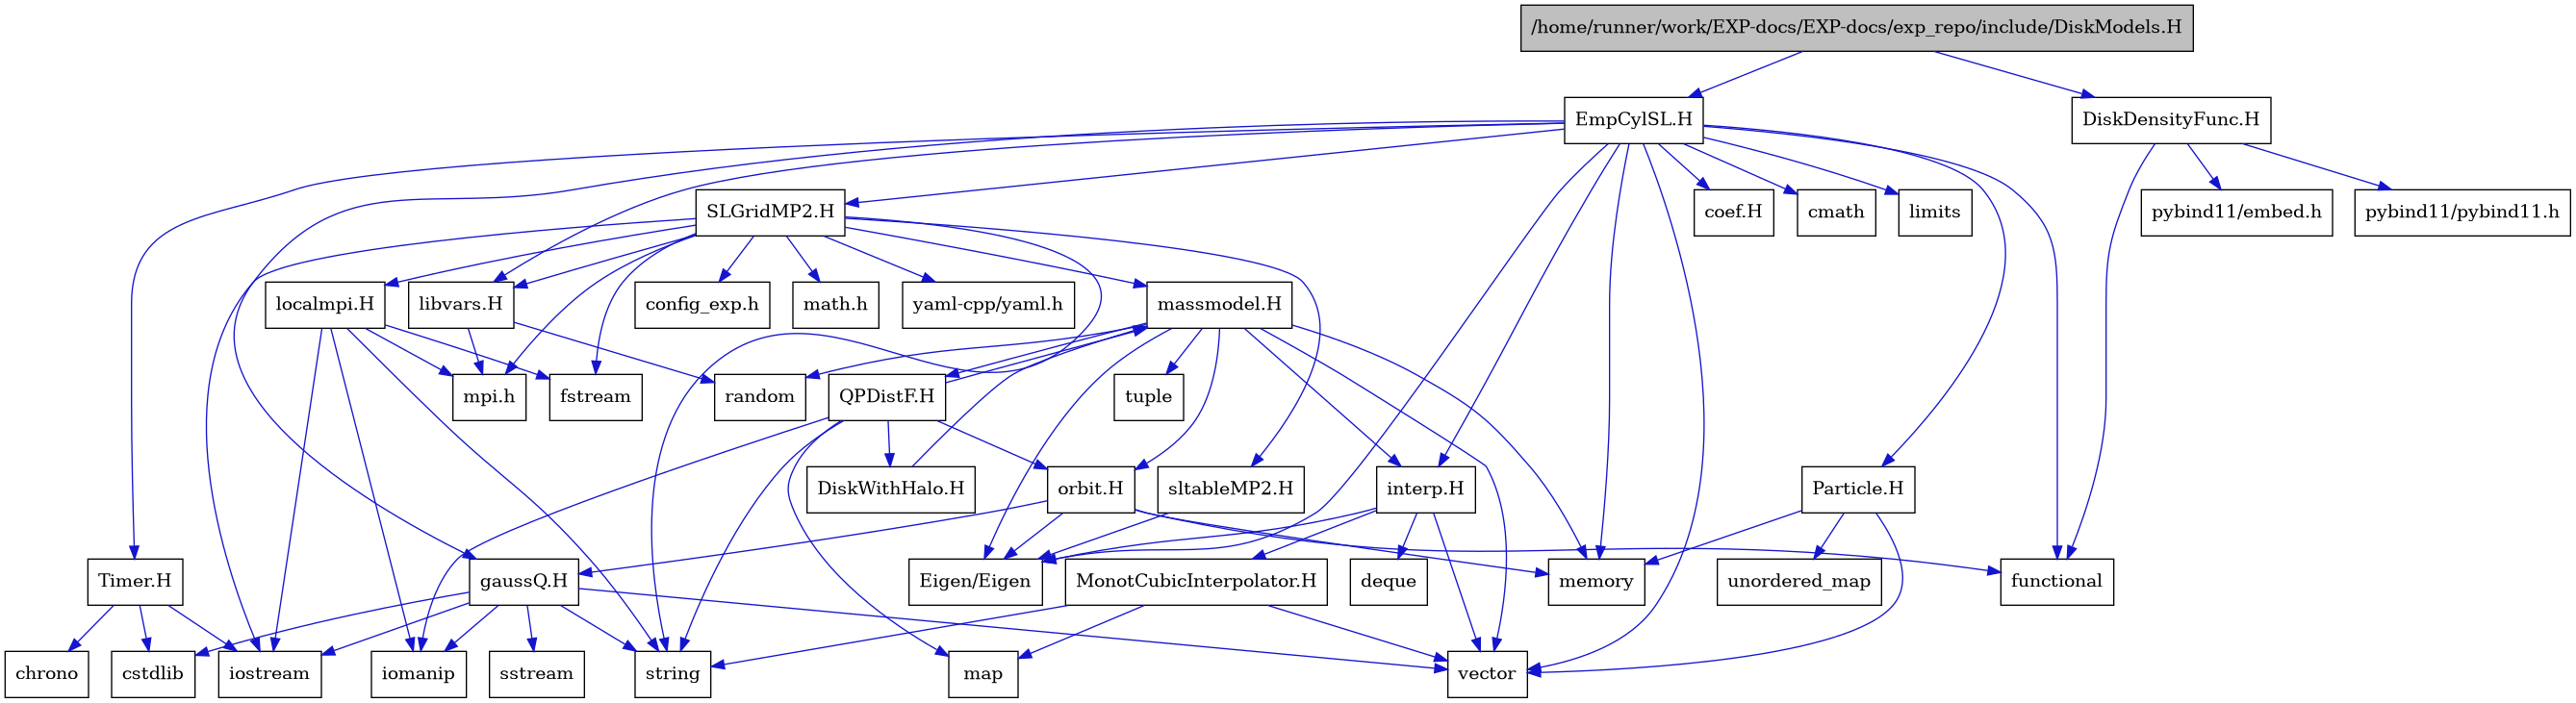 /home/runner/work/EXP-docs/EXP-docs/exp_repo/include/DiskModels.H
EmpCylSL.H
DiskDensityFunc.H
SLGridMP2.H
coef.H
cmath
limits
pybind11/embed.h
pybind11/pybind11.h
localmpi.H
libvars.H
config_exp.h
math.h
yaml-cpp/yaml.h
massmodel.H
mpi.h
fstream
random
QPDistF.H
tuple
DiskWithHalo.H
orbit.H
sltableMP2.H
interp.H
Particle.H
Timer.H
gaussQ.H
Eigen/Eigen
MonotCubicInterpolator.H
deque
memory
unordered_map
functional
chrono
cstdlib
iostream
iomanip
sstream
string
map
vector